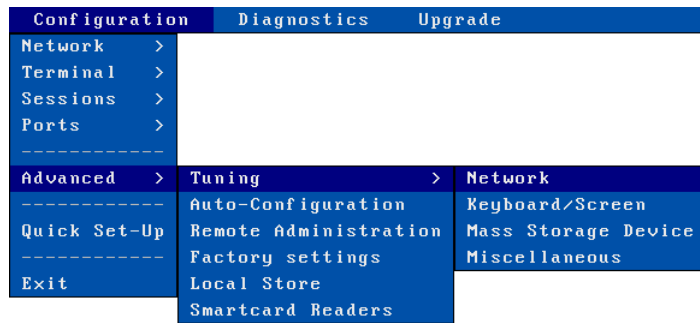 Configuration Diagnostics Upgrade
Network >
Terminal >
Sessions >
Ports >
------------
Advanced > Tuning > Network
------------ Auto-Configuration Keyboard/Screen
Quick Set-Up Remote Administration Mass Storage Device
------------ Factory settings Miscellaneous
Exit Local Store
Smartcard Readers